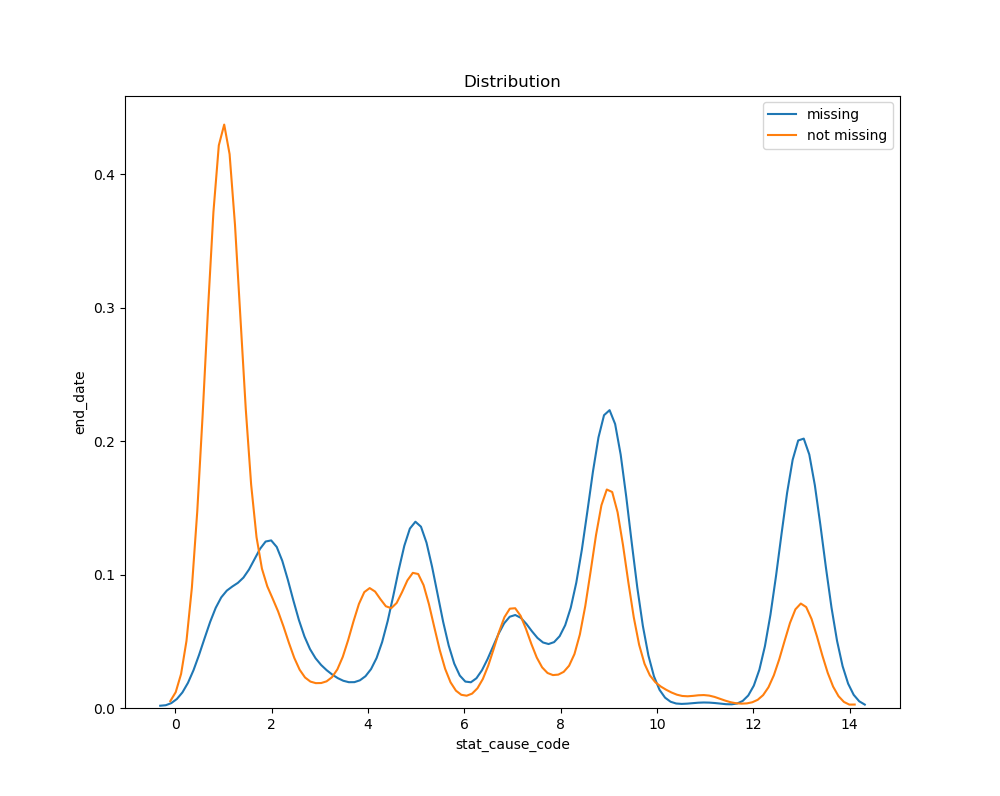 Distribution
missing
not missing
0.4
0.3
0.2
0.1
0.0
end_date
0
2
4
6
8
10
12
14
stat_cause_code